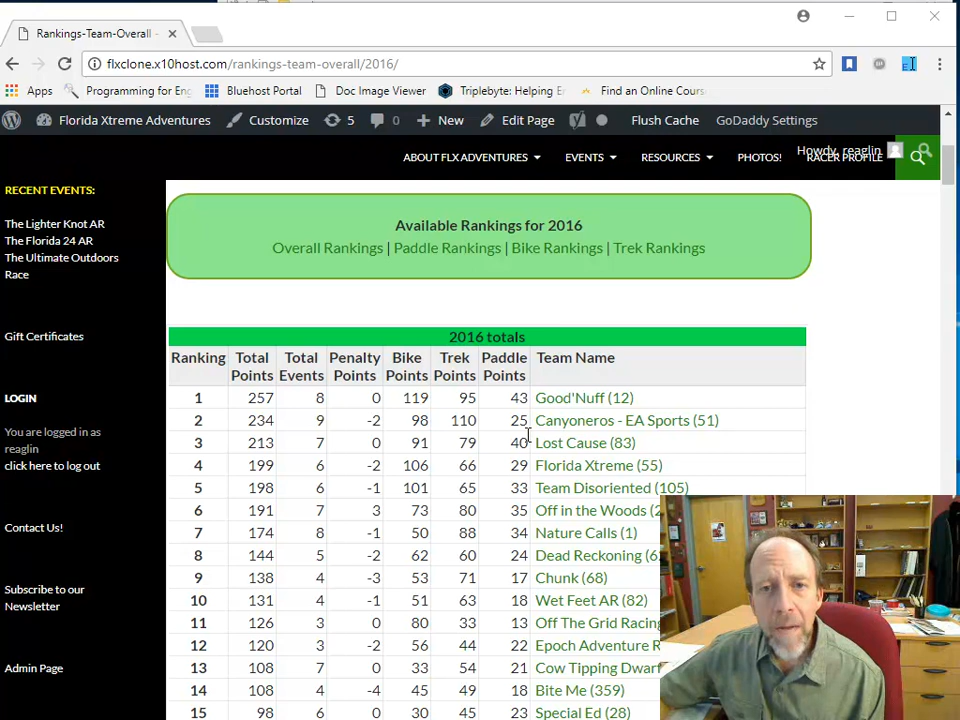 Rankings-Team-Overall -
flxclone.x10host.com/rankings-team-overall/2016/
Apps Programming for Eng Bluehost Portal Doc Image Viewer Triplebyte: Helping E Find an Online Cours
Florida Xtreme Adventures Customize 5 0 New Edit Page Flush Cache GoDaddy Settings
Howdy, reaglin
ABOUT FLX ADVENTURES EVENTS RESOURCES PHOTOS! RACER PROFILE
RECENT EVENTS:
The Lighter Knot AR
The Florida 24 AR
The Ultimate Outdoors
Race
Gift Certificates
LOGIN
You are logged in as
reaglin
click here to log out
Contact Us!
Subscribe to our
Newsletter
Admin Page
Available Rankings for 2016
Overall Rankings | Paddle Rankings | Bike Rankings | Trek Rankings
2016 totals
Ranking Total Points Total Events Penalty Points Bike Points Trek Points Paddle Points Team Name
1 257 8 0 119 95 43 Good'Nuff (12)
2 234 9 -2 98 110 25 Canyoneros - EA Sports (51)
3 213 7 0 91 79 40 Lost Cause (83)
4 199 6 -2 106 66 29 Florida Xtreme (55)
5 198 6 -1 101 65 33 Team Disoriented (105)
6 191 7 3 73 80 35 Off in the Woods (2
7 174 8 -1 50 88 34 Nature Calls (1)
8 144 5 -2 62 60 24 Dead Reckoning (6
9 138 4 -3 53 71 17 Chunk (68)
10 131 4 -1 51 63 18 Wet Feet AR (82)
11 126 3 0 80 33 13 Off The Grid Racing
12 120 3 -2 56 44 22 Epoch Adventure R
13 108 7 0 33 54 21 Cow Tipping Dwarf
14 108 4 -4 45 49 18 Bite Me (359)
15 98 6 0 30 45 23 Special Ed (28)